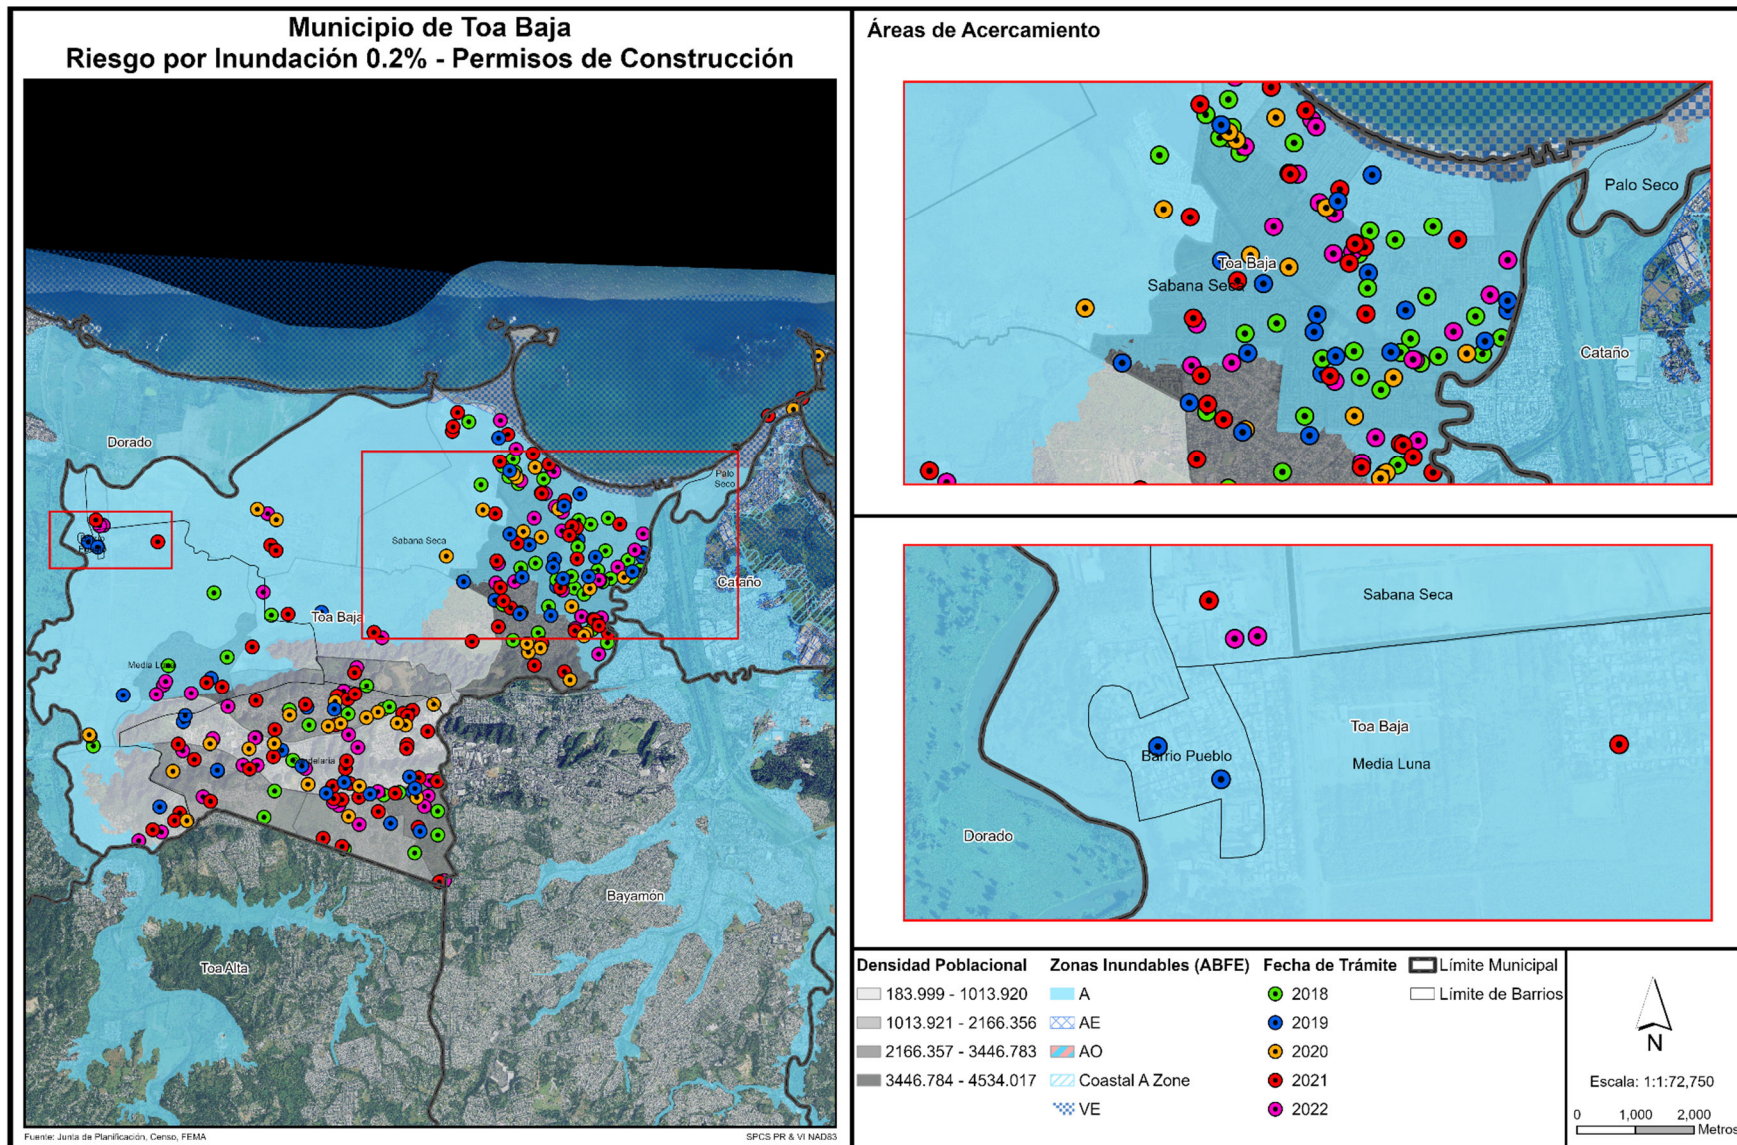 Municipio de Toa Baja
Riesgo por Inundación 0.2% - Permisos de Construcción
Dorado
Palo
Seco
Sabana Seca
Cataño
Barrio
Pueblo
Toa Baja
Media Luna
Bayamón
Toa Alta
Fuente: Junta de Planificación, Censo, FEMA
SPCS PR & VI NAD83
Áreas de Acercamiento
Palo Seco
Toa Baja
Sabana Seca
Cataño
Sabana Seca
Toa Baja
Barrio Pueblo
Media Luna
Dorado
Densidad Poblacional
183.999 - 1013.920
1013.921 - 2166.356
2166.357 - 3446.783
3446.784 - 4534.017
Zonas Inundables (ABFE)
A
AE
AO
Coastal A Zone
VE
Fecha de Trámite
2018
2019
2020
2021
2022
Límite Municipal
Límite de Barrios
N
Escala: 1:1:72,750
0 1,000 2,000
Metros